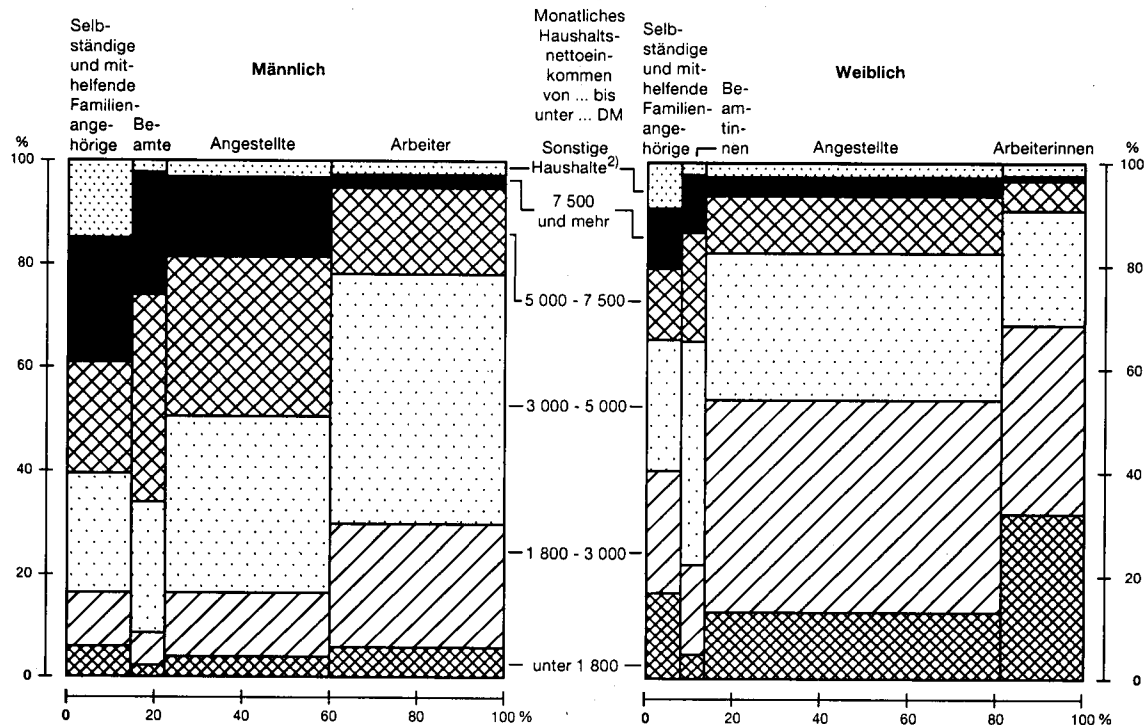 Selb-
ständige
und mit-
helfende
Familien-
ange-
hörige
Be-
amte
Männlich
Angestellte
Arbeiter
%
100
80
60
40
20
0
0
20
40
60
80
100 %
Monatliches
Haushalts-
nettoein-
kommen
von ... bis
unter ... DM
Sonstige
Haushalte2)
7 500
und mehr
5 000 - 7 500
3 000 - 5 000
1 800 - 3 000
unter 1 800
Selb-
ständige
und mit-
helfende
Familien-
ange-
hörige
Be-
am-
tin-
nen
Weiblich
Angestellte
Arbeiterinnen
%
100
80
60
40
20
0
0
20
40
60
80
100 %